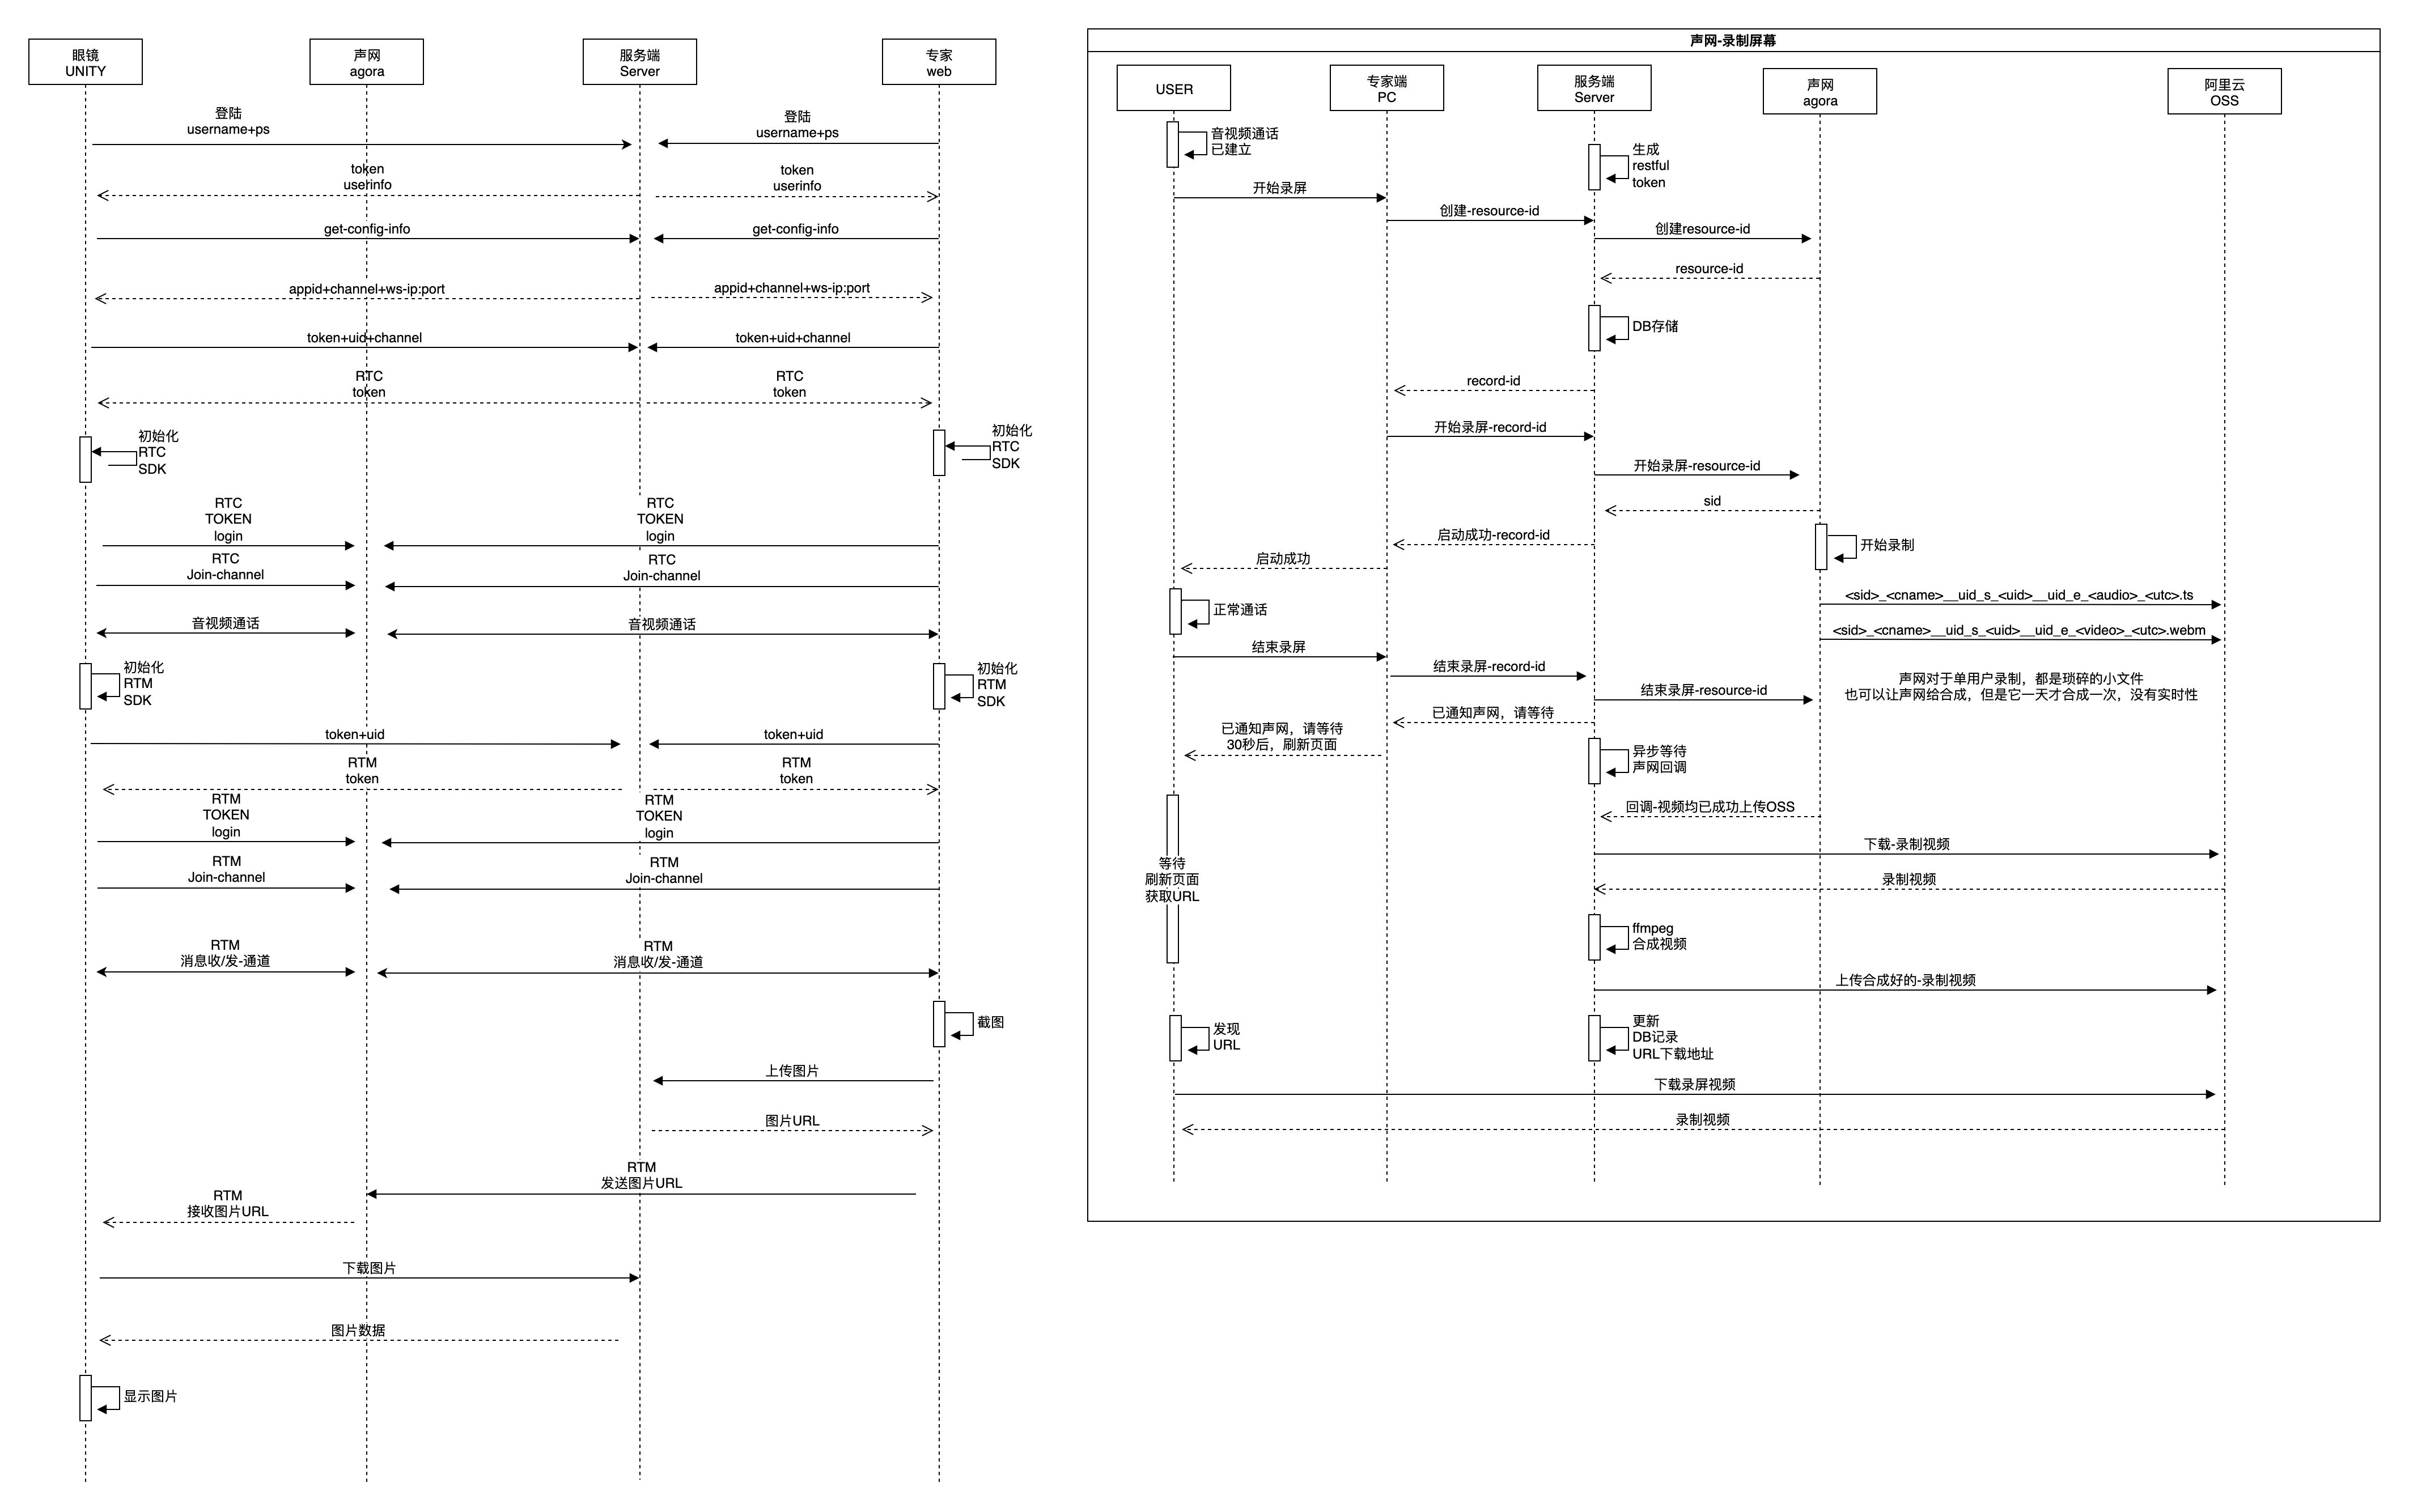 眼镜
UNITY
声网
agora
服务端
Server
专家
web
登陆
username+ps
登陆
username+ps
token
userinfo
token
userinfo
get-config-info
get-config-info
appid+channel+ws-ip:port
appid+channel+ws-ip:port
token+uid+channel
token+uid+channel
RTC
token
RTC
token
初始化
RTC
SDK
初始化
RTC
SDK
RTC
TOKEN
login
RTC
TOKEN
login
RTC
Join-channel
RTC
Join-channel
音视频通话
音视频通话
初始化
RTM
SDK
初始化
RTM
SDK
token+uid
token+uid
RTM
token
RTM
token
RTM
TOKEN
login
RTM
TOKEN
login
RTM
Join-channel
RTM
Join-channel
RTM
消息收/发-通道
RTM
消息收/发-通道
截图
上传图片
图片URL
RTM
发送图片URL
RTM
接收图片URL
下载图片
图片数据
显示图片
声网-录制屏幕
USER
专家端
PC
服务端
Server
声网
agora
阿里云
OSS
音视频通话
已建立
生成
restful
token
开始录屏
创建-resource-id
创建resource-id
resource-id
DB存储
record-id
开始录屏-record-id
开始录屏-resource-id
sid
启动成功-record-id
开始录制
启动成功
<sid>_<cname>__uid_s_<uid>__uid_e_<audio>_<utc>.ts
正常通话
<sid>_<cname>__uid_s_<uid>__uid_e_<video>_<utc>.webm
结束录屏
结束录屏-record-id
声网对于单用户录制，都是琐碎的小文件
也可以让声网给合成，但是它一天才合成一次，没有实时性
结束录屏-resource-id
已通知声网，请等待
已通知声网，请等待
30秒后，刷新页面
异步等待
声网回调
回调-视频均已成功上传OSS
下载-录制视频
等待
刷新页面
获取URL
录制视频
ffmpeg
合成视频
上传合成好的-录制视频
发现
URL
更新
DB记录
URL下载地址
下载录屏视频
录制视频